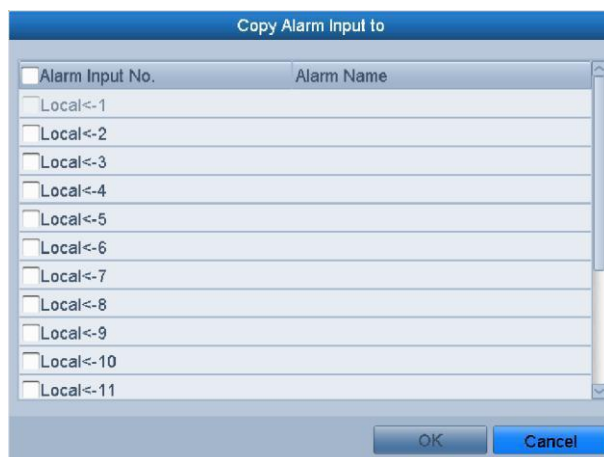 Copy Alarm Input to
Alarm Input No. Alarm Name
Local<-1
Local<-2
Local<-3
Local<-4
Local<-5
Local<-6
Local<-7
Local<-8
Local<-9
Local<-10
Local<-11
OK Cancel